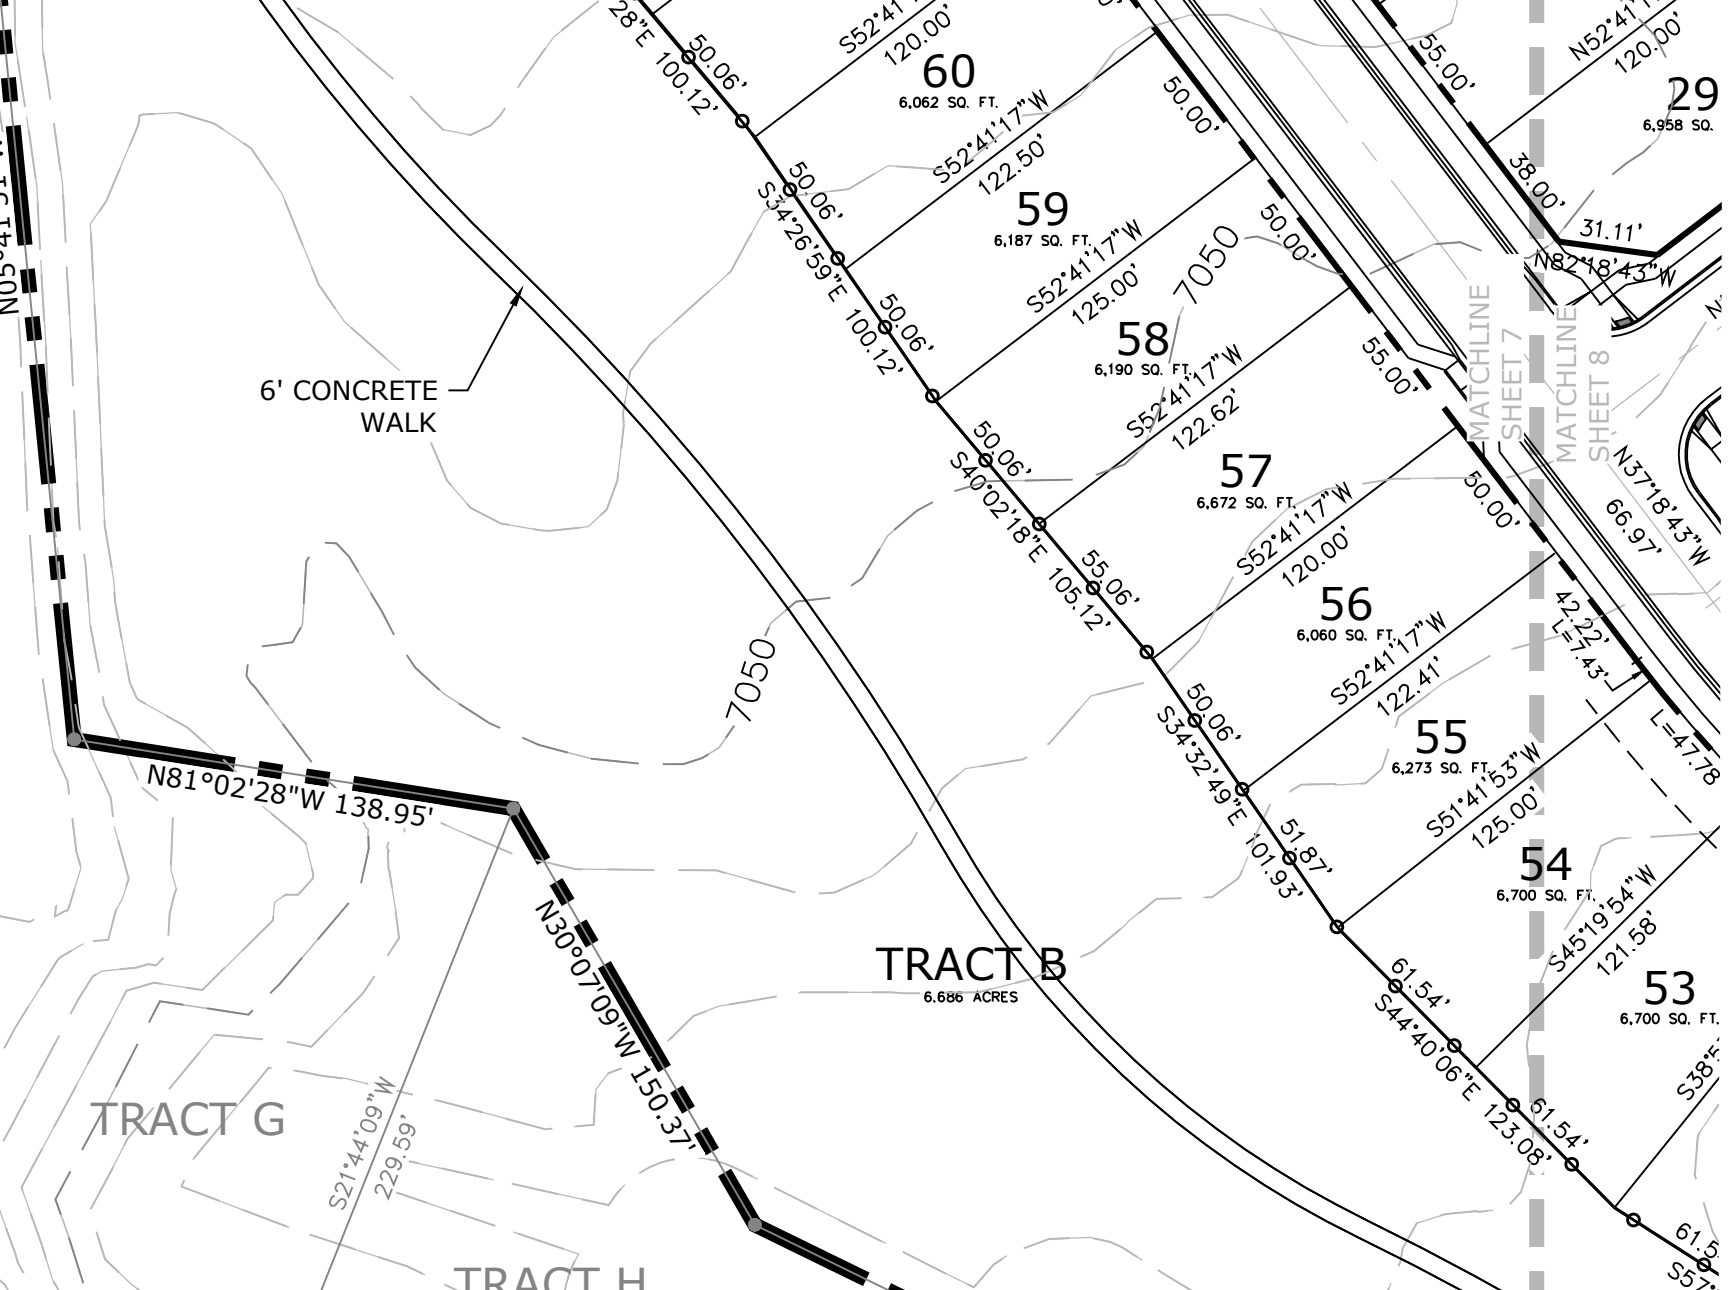 28"E 100.12'
50.06'
S52°41'
120.00'
60
6,062 SQ. FT.
S52°41'17"W
122.50'
50.00'
55.00'
N52°41'1
120.00'
29
6,958 SQ.
38.00'
31.11'
N82°18'43"W
50.06'
S34°26'59"E 100.12'
50.06'
59
6,187 SQ. FT.
S52°41'17"W
125.00'
50.00'
7050
58
6,190 SQ. FT.
S52°41'17"W
122.62'
55.00'
MATCHLINE
SHEET 7
MATCHLINE
SHEET 8
N05°41'51"
6' CONCRETE
WALK
50.06'
S40°02'18"E 105.12'
55.06'
57
6,672 SQ. FT.
S52°41'17"W
120.00'
50.00'
N37°18'43"W
66.97'
56
6,060 SQ. FT.
S52°41'17"W
122.41'
42.22'
L=7.43'
L=47.78
7050
50.06'
S34°32'49"E 101.93'
51.87'
55
6,273 SQ. FT.
S51°41'53"W
125.00'
N81°02'28"W 138.95'
54
6,700 SQ. FT.
S45°19'54"W
121.58'
N30°07'09"W 150.37'
TRACT B
6.686 ACRES
61.54'
S44°40'06"E 123.08'
61.54'
53
6,700 SQ. FT.
TRACT G
S21°44'09"W
229.59'
TRACT H
61.5
S57°